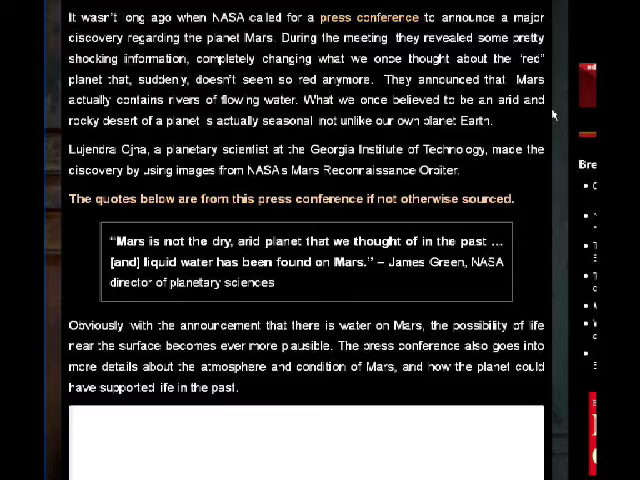 It wasn't long ago when NASA called for a press conference to announce a major
discovery regarding the planet Mars. During the meeting, they revealed some pretty
shocking information, completely changing what we once thought about the "red"
planet that, suddenly, doesn't seem so red anymore. They announced that Mars
actually contains rivers of flowing water. What we once believed to be an arid and
rocky desert of a planet is actually seasonal not unlike our own planet Earth.
Lujendra Ojha, a planetary scientist at the Georgia Institute of Technology, made the
discovery by using images from NASA's Mars Reconnaissance Orbiter.
The quotes below are from this press conference if not otherwise sourced.
"Mars is not the dry, arid planet that we thought of in the past ...
[and] liquid water has been found on Mars." – James Green, NASA
director of planetary sciences
Obviously, with the announcement that there is water on Mars, the possibility of life
near the surface becomes ever more plausible. The press conference also goes into
more details about the atmosphere and condition of Mars, and how the planet could
have supported life in the past.
Bre